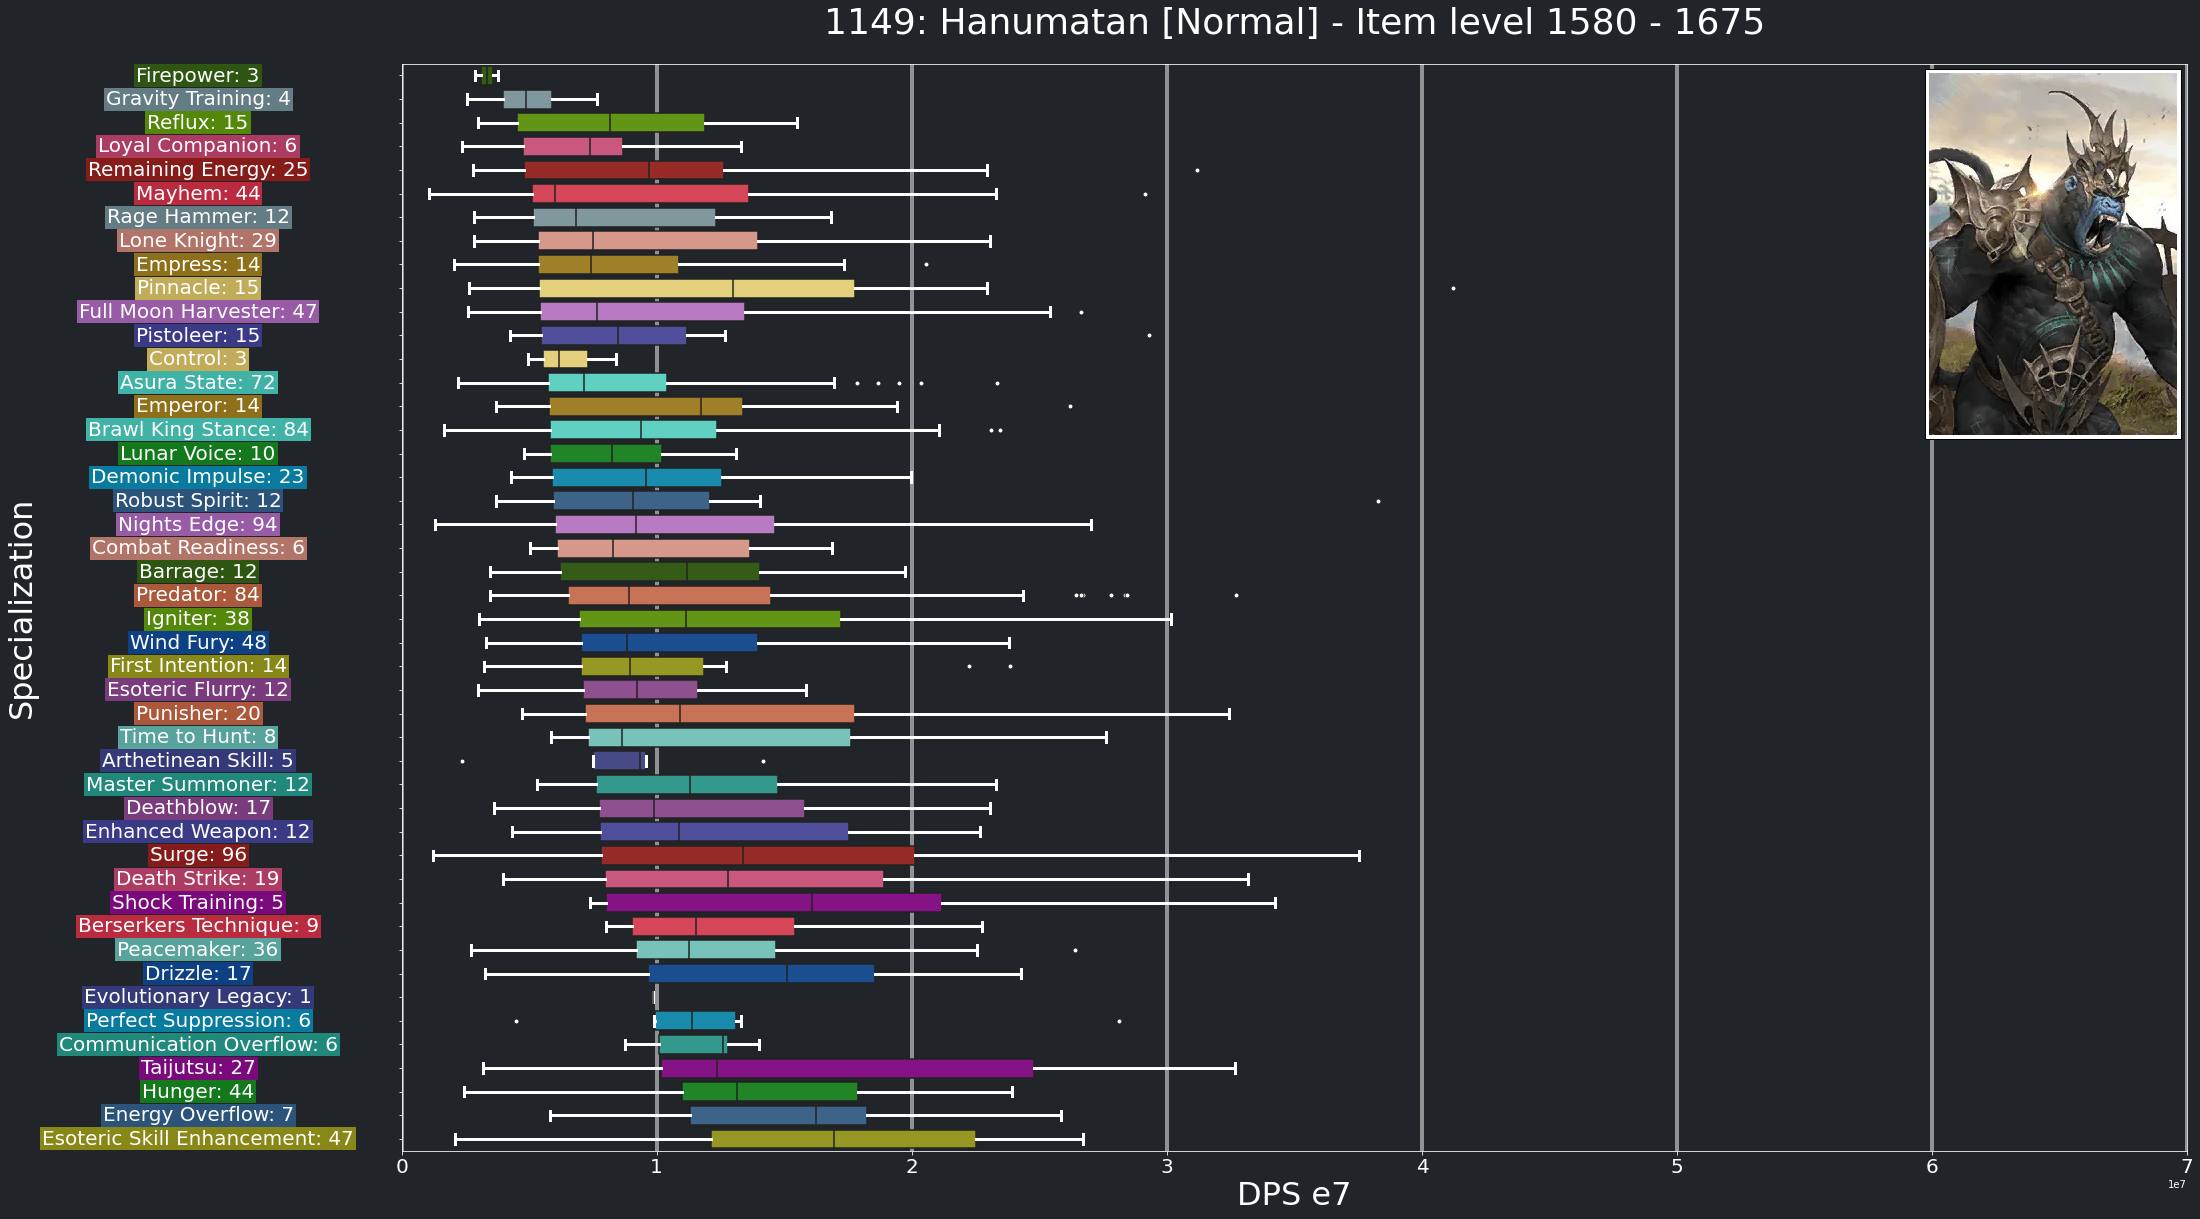 1149: Hanumatan [Normal] - Item level 1580 - 1675
Specialization
Firepower: 3
Gravity Training: 4
Reflux: 15
Loyal Companion: 6
Remaining Energy: 25
Mayhem: 44
Rage Hammer: 12
Lone Knight: 29
Empress: 14
Pinnacle: 15
Full Moon Harvester: 47
Pistoleer: 15
Control: 3
Asura State: 72
Emperor: 14
Brawl King Stance: 84
Lunar Voice: 10
Demonic Impulse: 23
Robust Spirit: 12
Nights Edge: 94
Combat Readiness: 6
Barrage: 12
Predator: 84
Igniter: 38
Wind Fury: 48
First Intention: 14
Esoteric Flurry: 12
Punisher: 20
Time to Hunt: 8
Arthetinean Skill: 5
Master Summoner: 12
Deathblow: 17
Enhanced Weapon: 12
Surge: 96
Death Strike: 19
Shock Training: 5
Berserkers Technique: 9
Peacemaker: 36
Drizzle: 17
Evolutionary Legacy: 1
Perfect Suppression: 6
Communication Overflow: 6
Taijutsu: 27
Hunger: 44
Energy Overflow: 7
Esoteric Skill Enhancement: 47
0 1 2 3 4 5 6 7
1e7
DPS e7